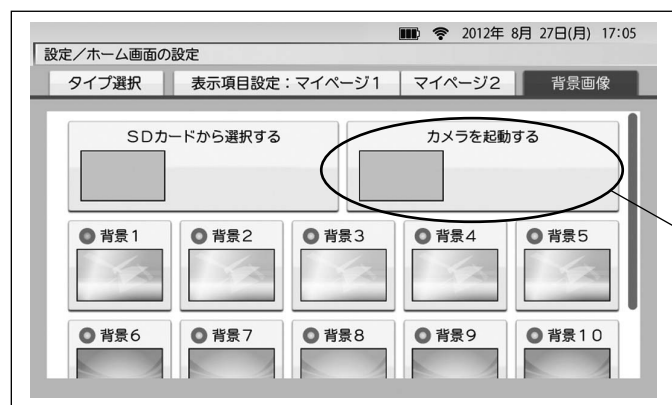 2012年 8月 27日(月) 17:05
設定／ホーム画面の設定
タイプ選択 表示項目設定：マイページ1 マイページ2 背景画像
SDカードから選択する カメラを起動する
背景1 背景2 背景3 背景4 背景5
背景6 背景7 背景8 背景9 背景10